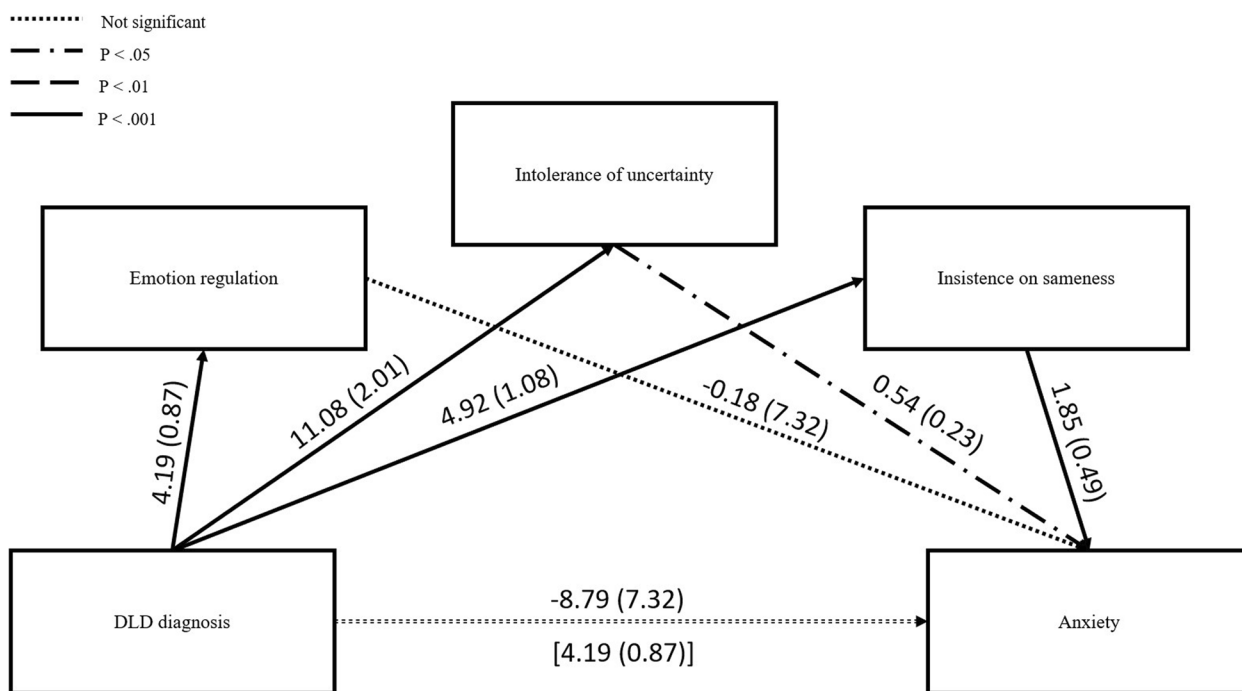 Not significant
P < .05
P < .01
P < .001
Intolerance of uncertainty
Emotion regulation
Insistence on sameness
4.19 (0.87)
11.08 (2.01)
4.92 (1.08)
-0.18 (7.32)
0.54 (0.23)
1.85 (0.49)
DLD diagnosis
-8.79 (7.32)
[4.19 (0.87)]
Anxiety